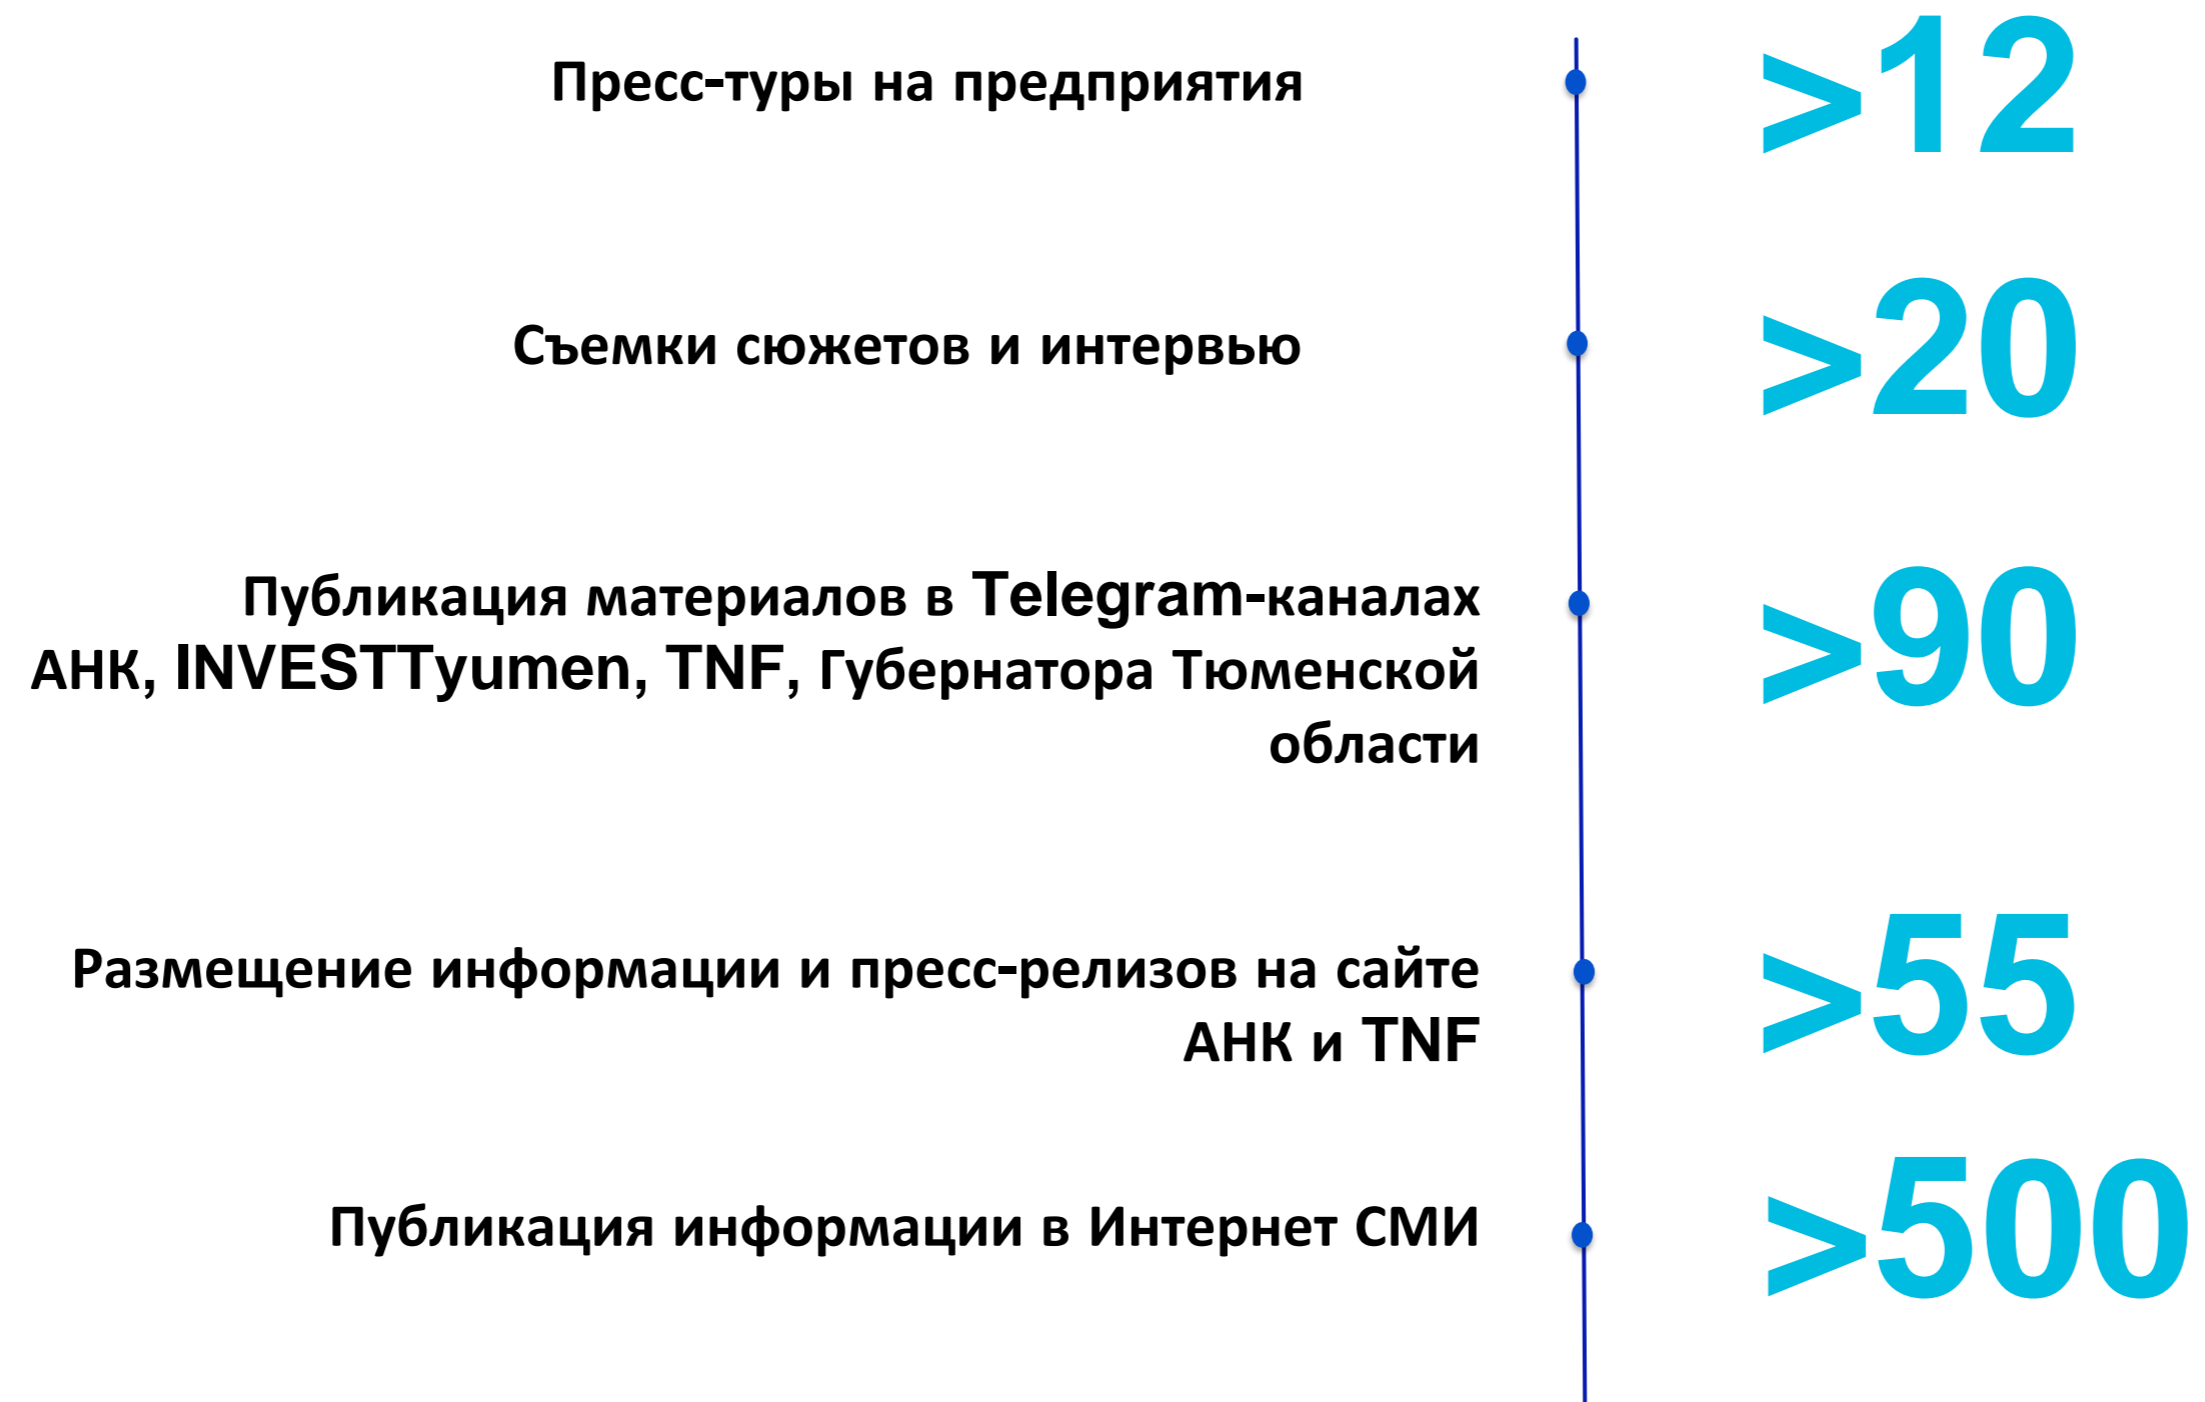 Пресс-туры на предприятия
>12
Съемки сюжетов и интервью
>20
Публикация материалов в Telegram-каналах
АНК, INVESTTyumen, TNF, Губернатора Тюменской
области
>90
Размещение информации и пресс-релизов на сайте
АНК и TNF
>55
Публикация информации в Интернет СМИ
>500